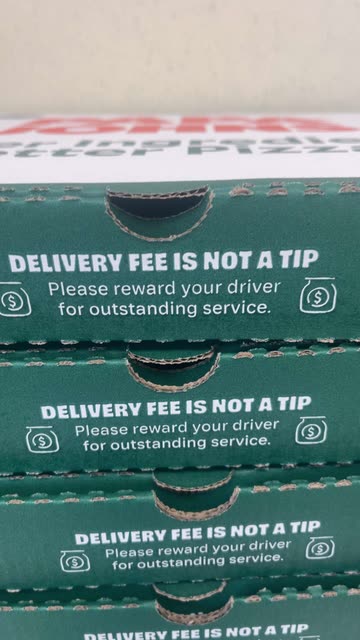 DELIVERY FEE IS NOT A TIP
Please reward your driver
for outstanding service.
DELIVERY FEE IS NOT A TIP
Please reward your driver
for outstanding service.
DELIVERY FEE IS NOT A TIP
Please reward your driver
for outstanding service.
DELIVERY FEE IS NOT A TIP